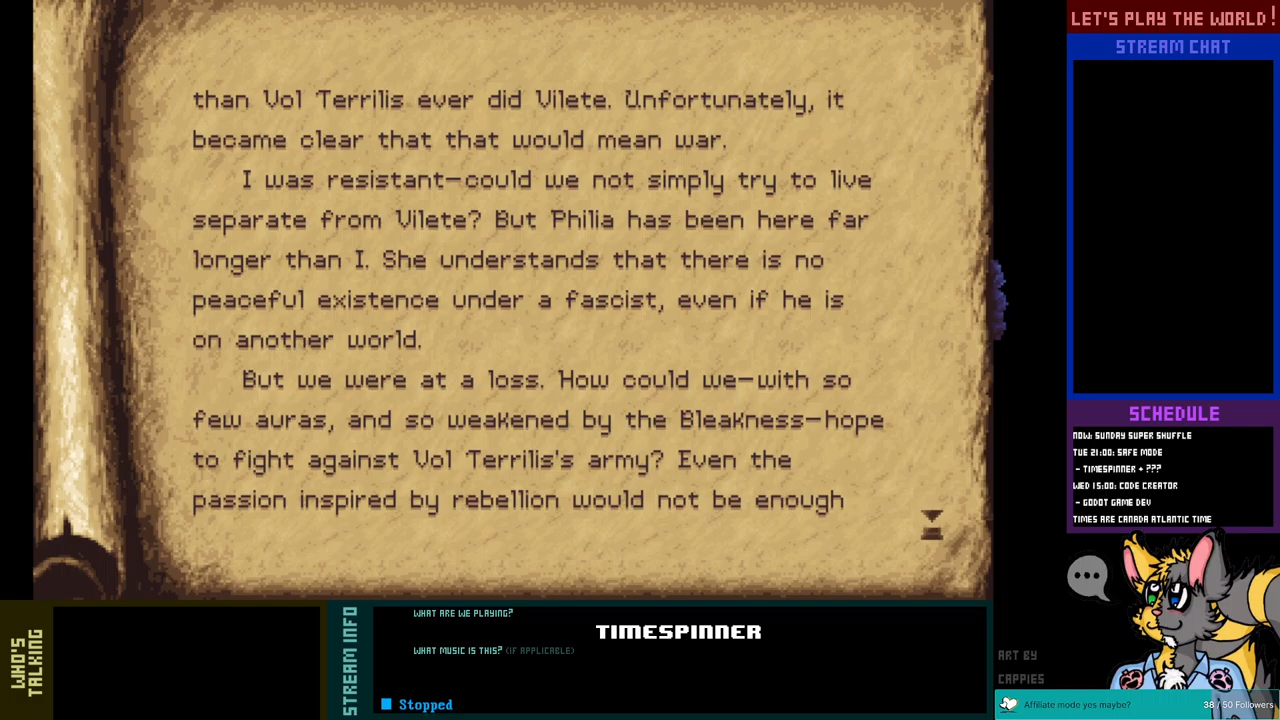 than Vol Terrilis ever did Vilete. Unfortunately, it
became clear that that would mean war.
I was resistant—could we not simply try to live
separate from Vilete? But Philia has been here far
longer than I. She understands that there is no
peaceful existence under a fascist, even if he is
on another world.
But we were at a loss. How could we—with so
few auras, and so weakened by the Bleakness—hope
to fight against Vol Terrilis's army? Even the
passion inspired by rebellion would not be enough
LET'S PLAY THE WORLD!
STREAM CHAT
SCHEDULE
NOW: SUNDAY SUPER SHUFFLE
TUE 21:00: SAFE MODE
- TIMESPINNER + ???
WED 15:00: CODE CREATOR
- GODOT GAME DEV
TIMES ARE CANADA ATLANTIC TIME
WHO'S
TALKING
STREAM INFO
WHAT ARE WE PLAYING?
TIMESPINNER
WHAT MUSIC IS THIS? (IF APPLICABLE)
Stopped
ART BY
CAPPIES
Affiliate mode yes maybe?
38 / 50 Followers